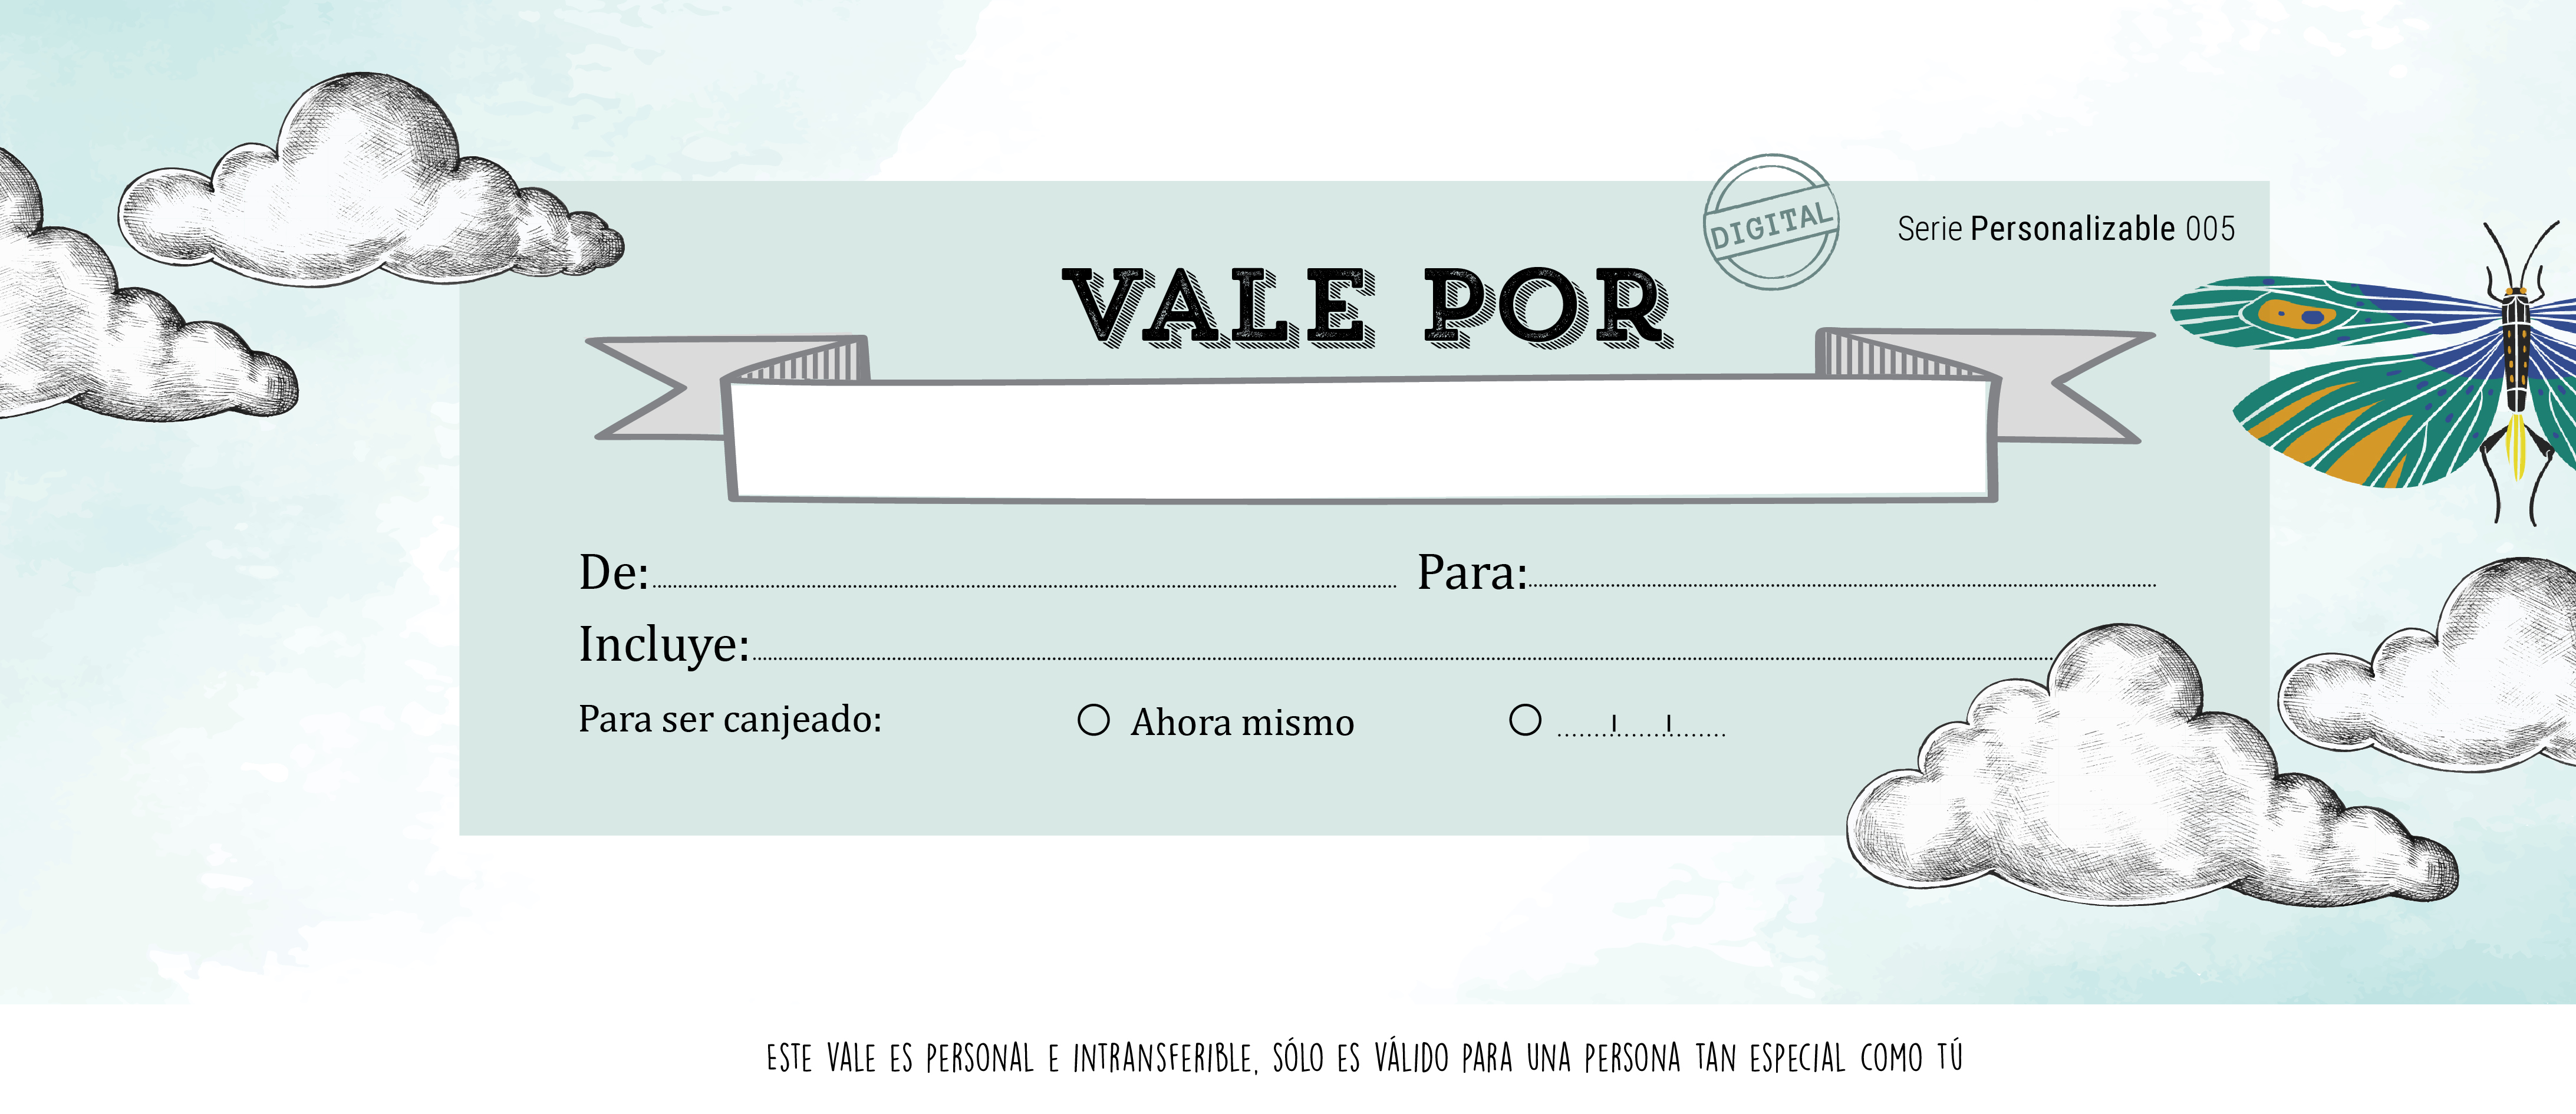 DIGITAL
Serie Personalizable 005
VALE POR
De: Para:
Incluye:
Para ser canjeado: Ahora mismo
ESTE VALE ES PERSONAL E INTRANSFERIBLE, SÓLO ES VÁLIDO PARA UNA PERSONA TAN ESPECIAL COMO TÚ